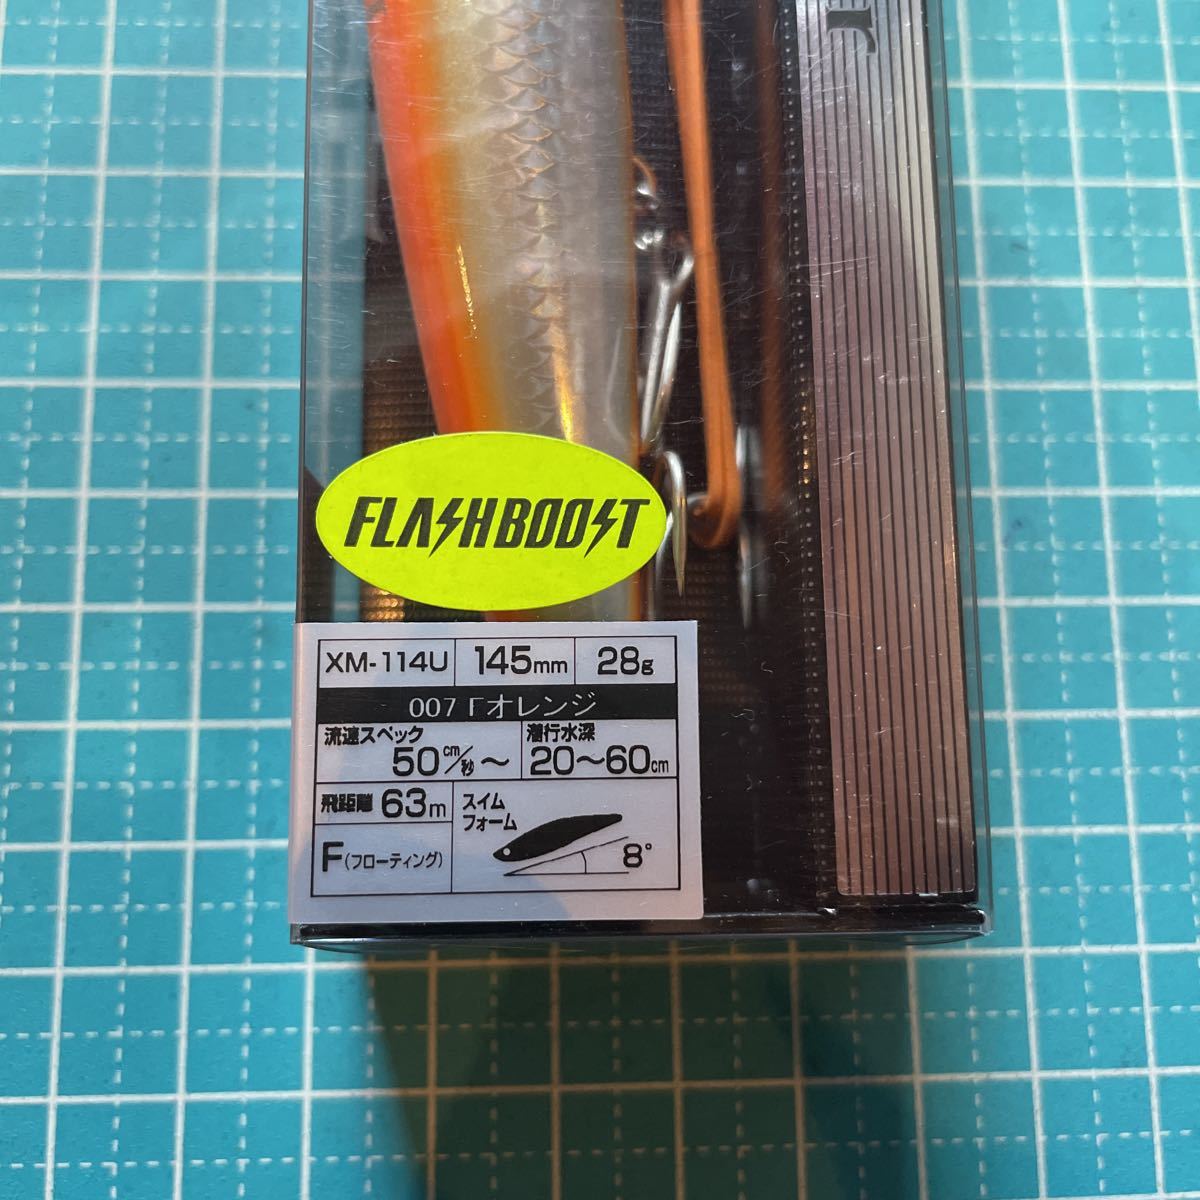 er
FLASHBOOST
XM-114U 145mm 28g
007 Fオレンジ
流速スペック 潜行水深
50cm/秒～ 20～60cm
飛距離 63m
スイム
フォーム
F(フローティング)
8°